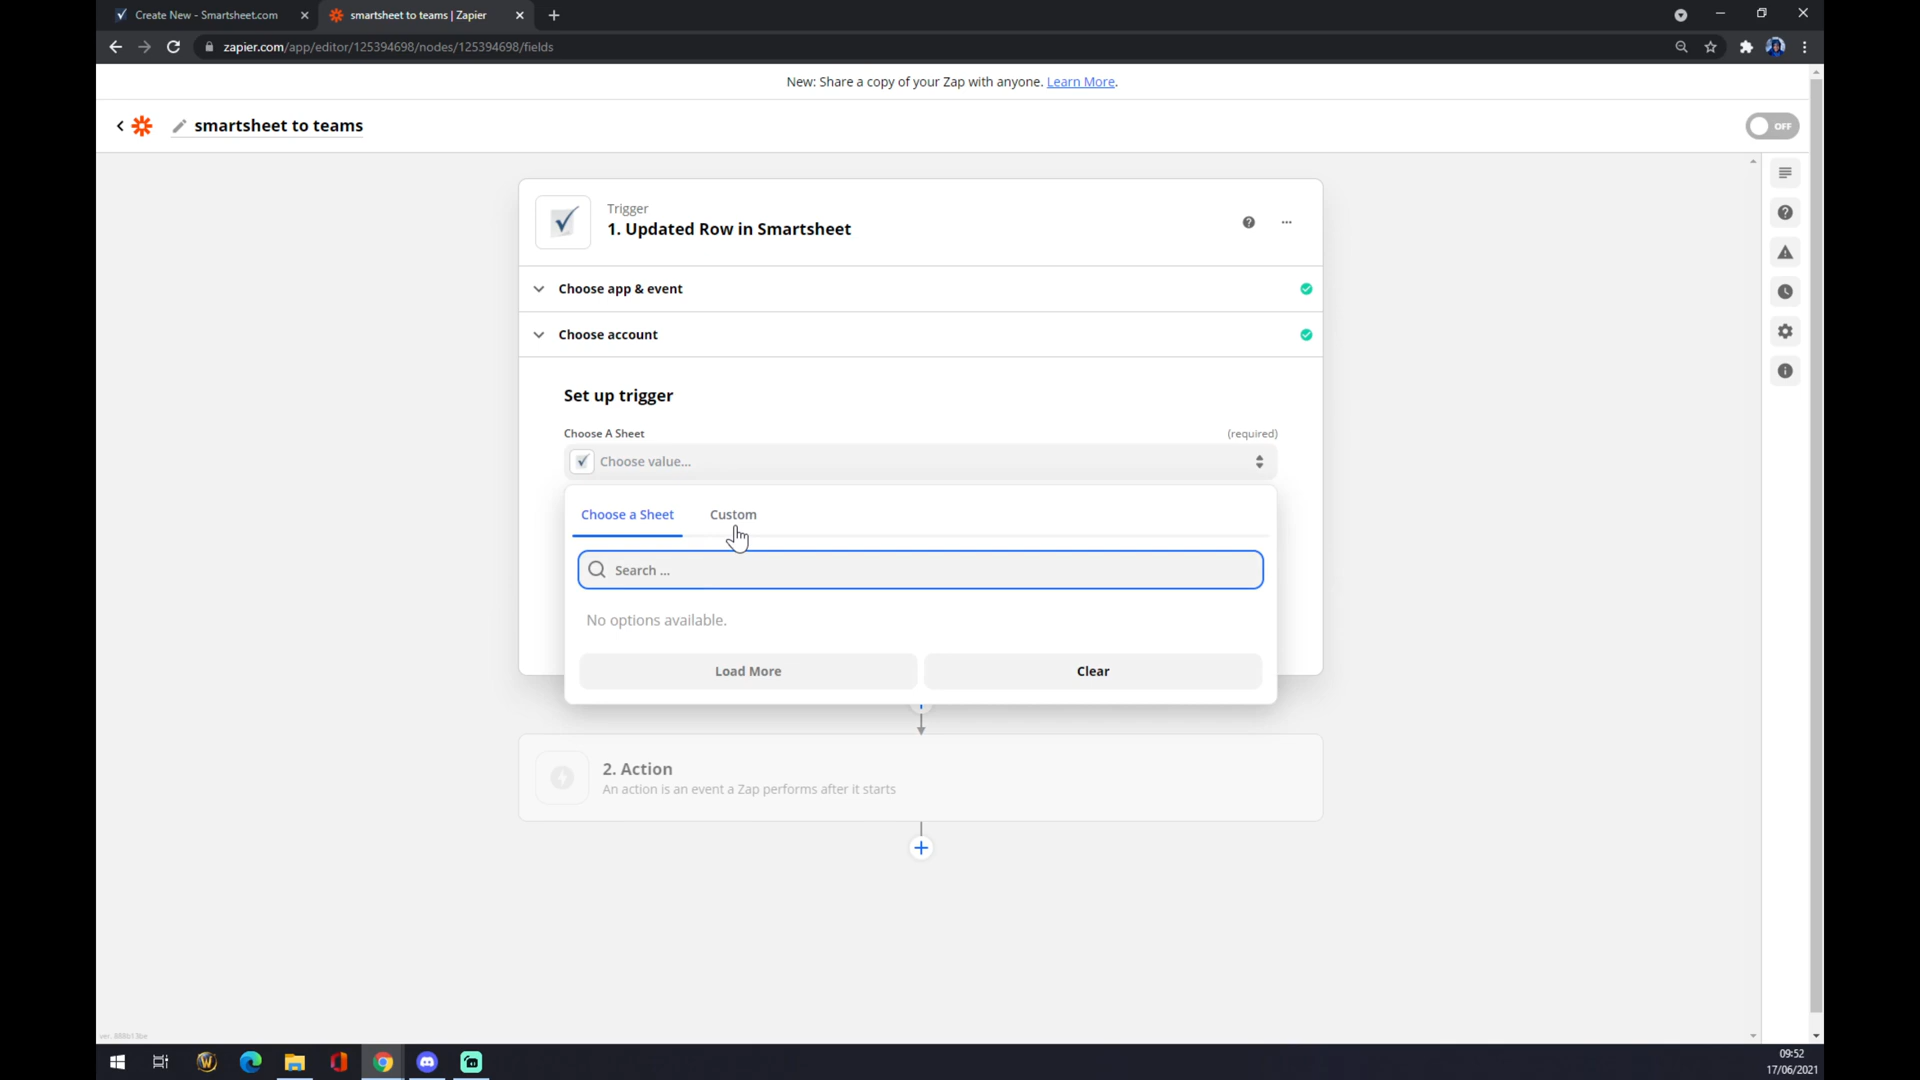 Create New - Smartsheet.com
smartsheet to teams | Zapier
zapier.com/app/editor/125394698/nodes/125394698/fields
New: Share a copy of your Zap with anyone. Learn More.
smartsheet to teams
OFF
Trigger
1. Updated Row in Smartsheet
Choose app & event
Choose account
Set up trigger
Choose A Sheet
(required)
Choose value...
Choose a Sheet
Custom
Search ...
No options available.
Load More
Clear
2. Action
An action is an event a Zap performs after it starts
09:52
17/06/2021